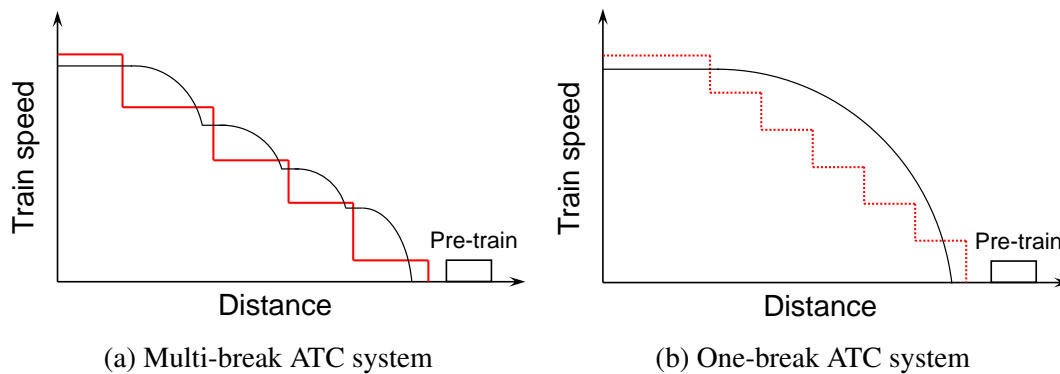 Train speed
Pre-train
Distance
(a) Multi-break ATC system
Train speed
Pre-train
Distance
(b) One-break ATC system